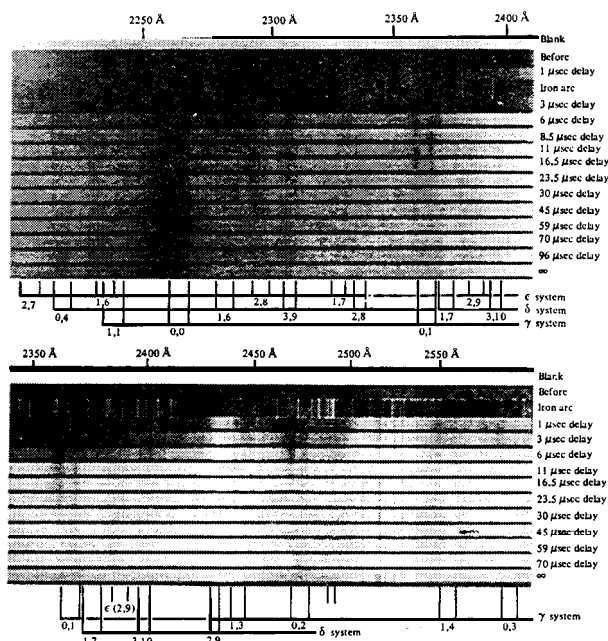 2250 Å 2300 Å 2350 Å 2400 Å
Blank
Before
1 μsec delay
Iron arc
3 μsec delay
6 μsec delay
8.5 μsec delay
11 μsec delay
16.5 μsec delay
23.5 μsec delay
30 μsec delay
45 μsec delay
59 μsec delay
70 μsec delay
96 μsec delay
∞
ϵ system
2,7 1,6 2,8 1,7 2,9
δ system
0,4 1,6 3,9 2,8 1,7 3,10
γ system
1,1 0,0 0,1
2350 Å 2400 Å 2450 Å 2500 Å 2550 Å
Blank
Before
Iron arc
1 μsec delay
3 μsec delay
6 μsec delay
11 μsec delay
16.5 μsec delay
23.5 μsec delay
30 μsec delay
45 μsec delay
59 μsec delay
70 μsec delay
∞
ϵ (2,9)
0,1 1,3 0,2 1,4 0,3 γ system
1,7 3,10 2,9 δ system